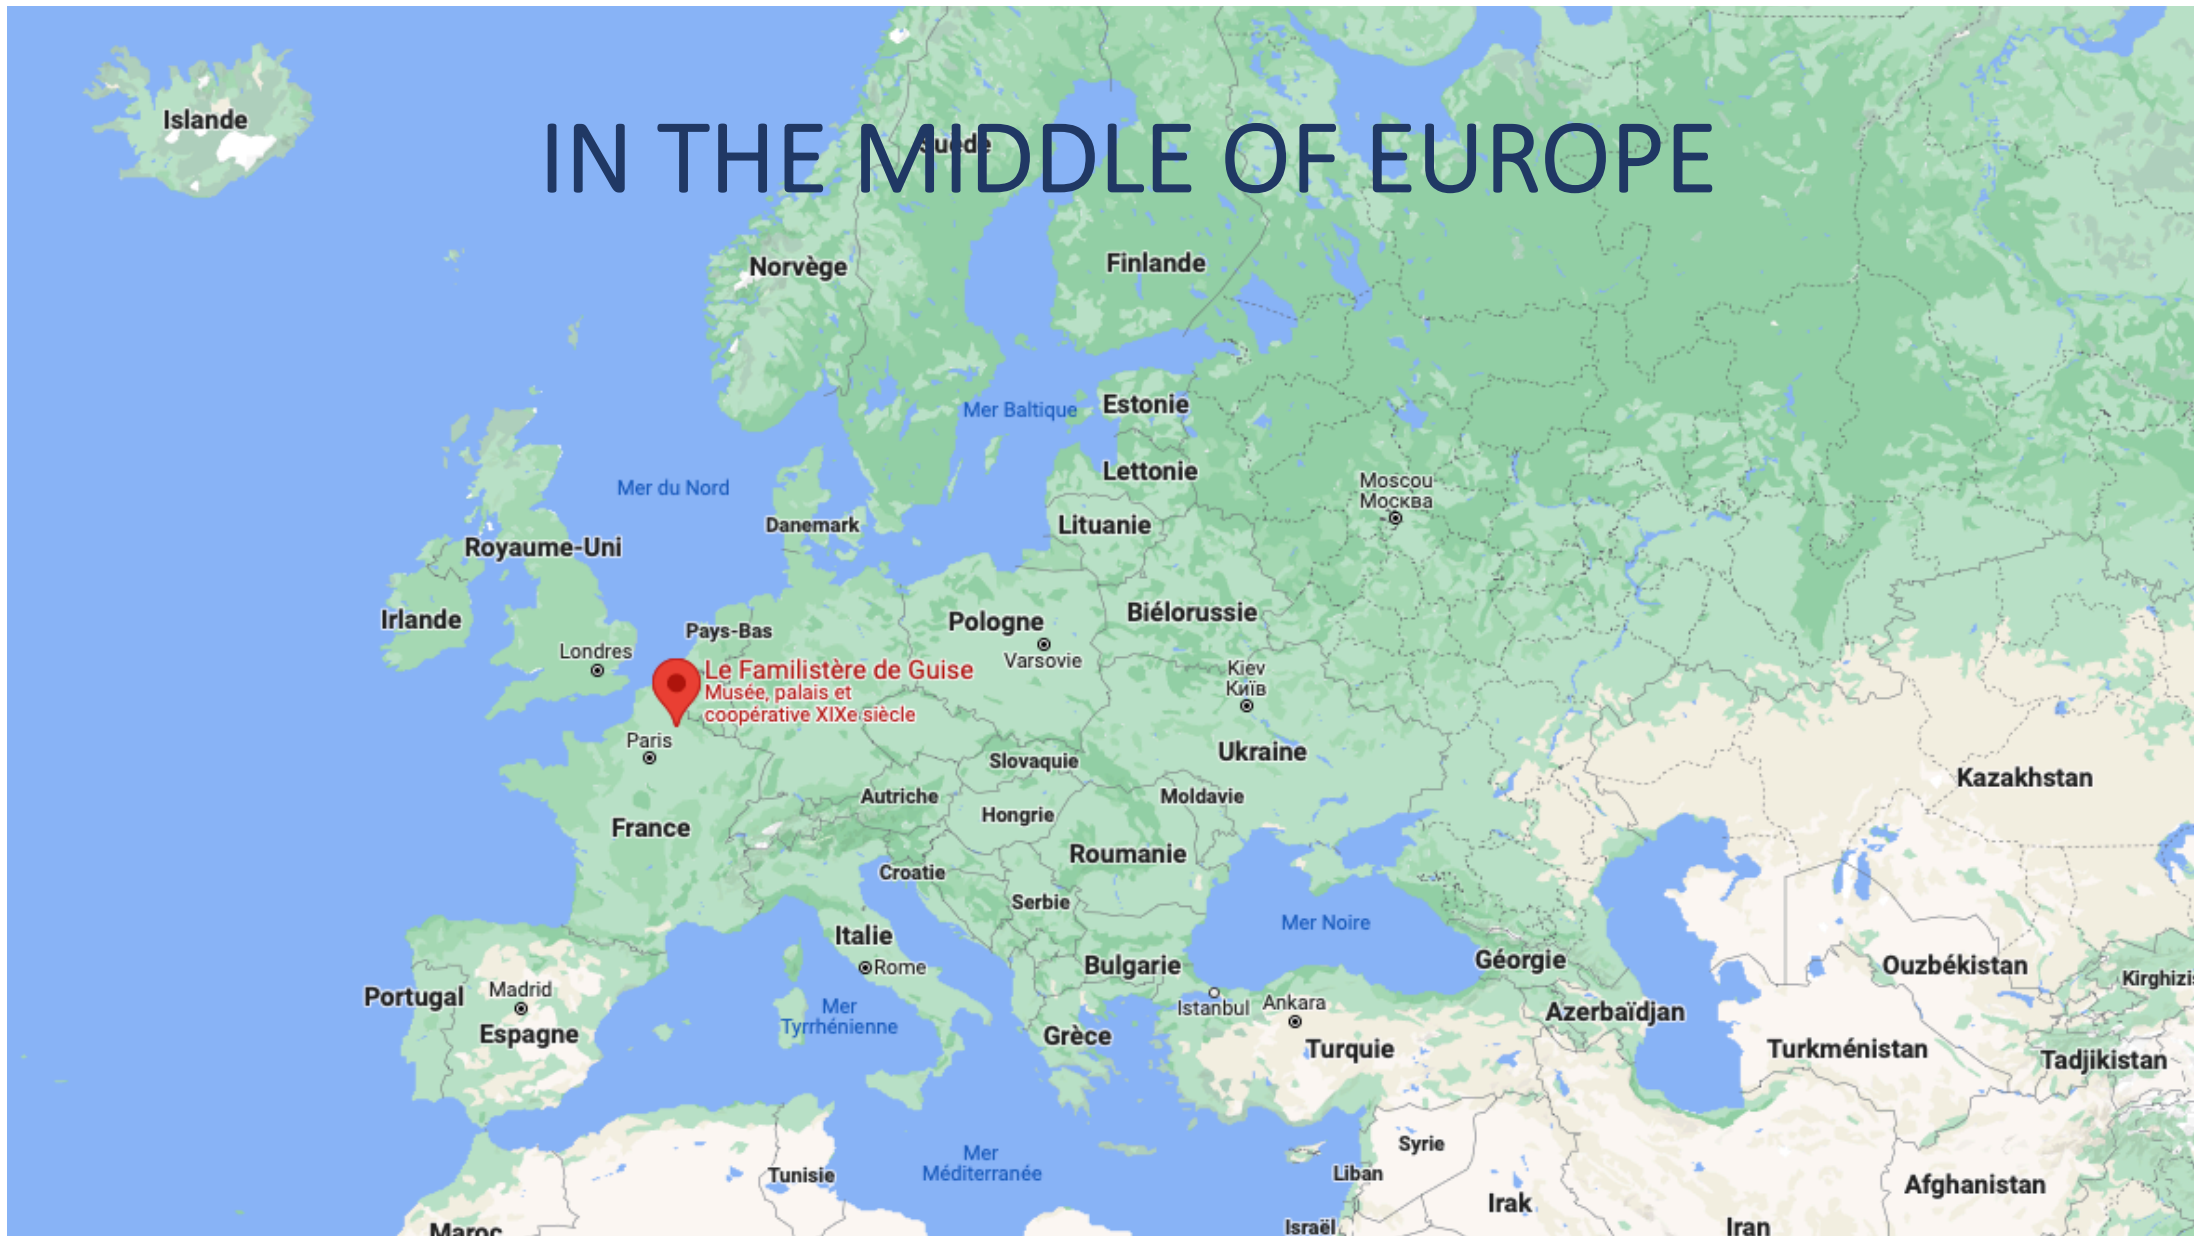 IN THE MIDDLE OF EUROPE
Islande
Suède
Norvège
Finlande
Mer Baltique
Estonie
Lettonie
Mer du Nord
Moscou
Москва
Danemark
Lituanie
Royaume-Uni
Irlande
Pays-Bas
Pologne
Biélorussie
Londres
Varsovie
Le Familistère de Guise
Musée, palais et
coopérative XIXe siècle
Kiev
Київ
Paris
Ukraine
Slovaquie
Kazakhstan
Autriche
Moldavie
Hongrie
France
Roumanie
Croatie
Serbie
Mer Noire
Italie
Rome
Bulgarie
Géorgie
Ouzbékistan
Kirghizis
Portugal
Madrid
Espagne
Mer
Tyrrhénienne
Istanbul
Ankara
Azerbaïdjan
Grèce
Turquie
Turkménistan
Tadjikistan
Syrie
Mer
Méditerranée
Tunisie
Liban
Afghanistan
Irak
Maroc
Israël
Iran